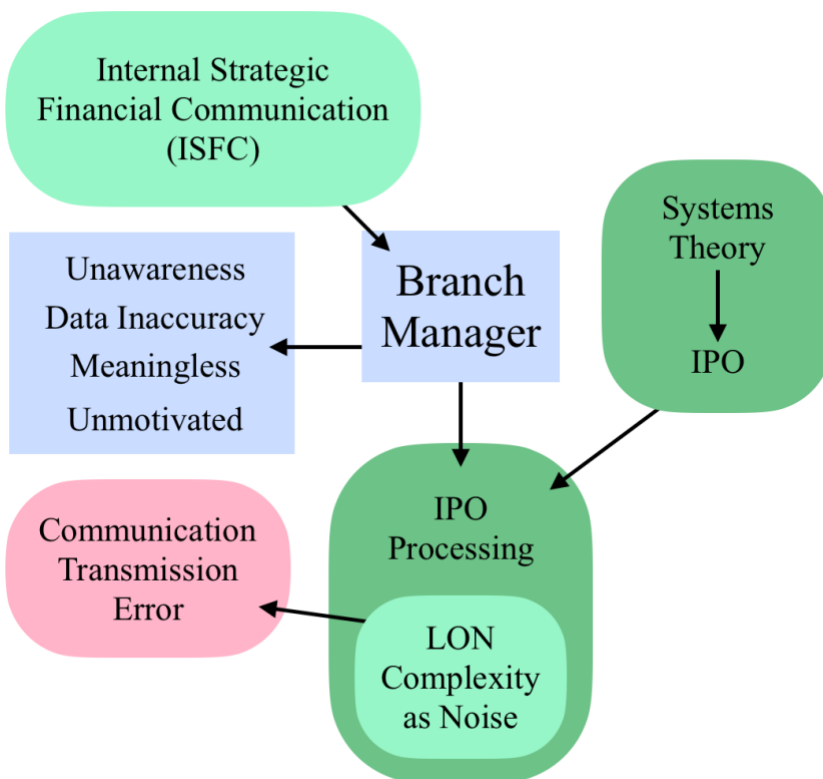 Internal Strategic
Financial Communication
(ISFC)
Systems
Theory
IPO
Branch
Manager
Unawareness
Data Inaccuracy
Meaningless
Unmotivated
IPO
Processing
Communication
Transmission
Error
LON
Complexity
as Noise